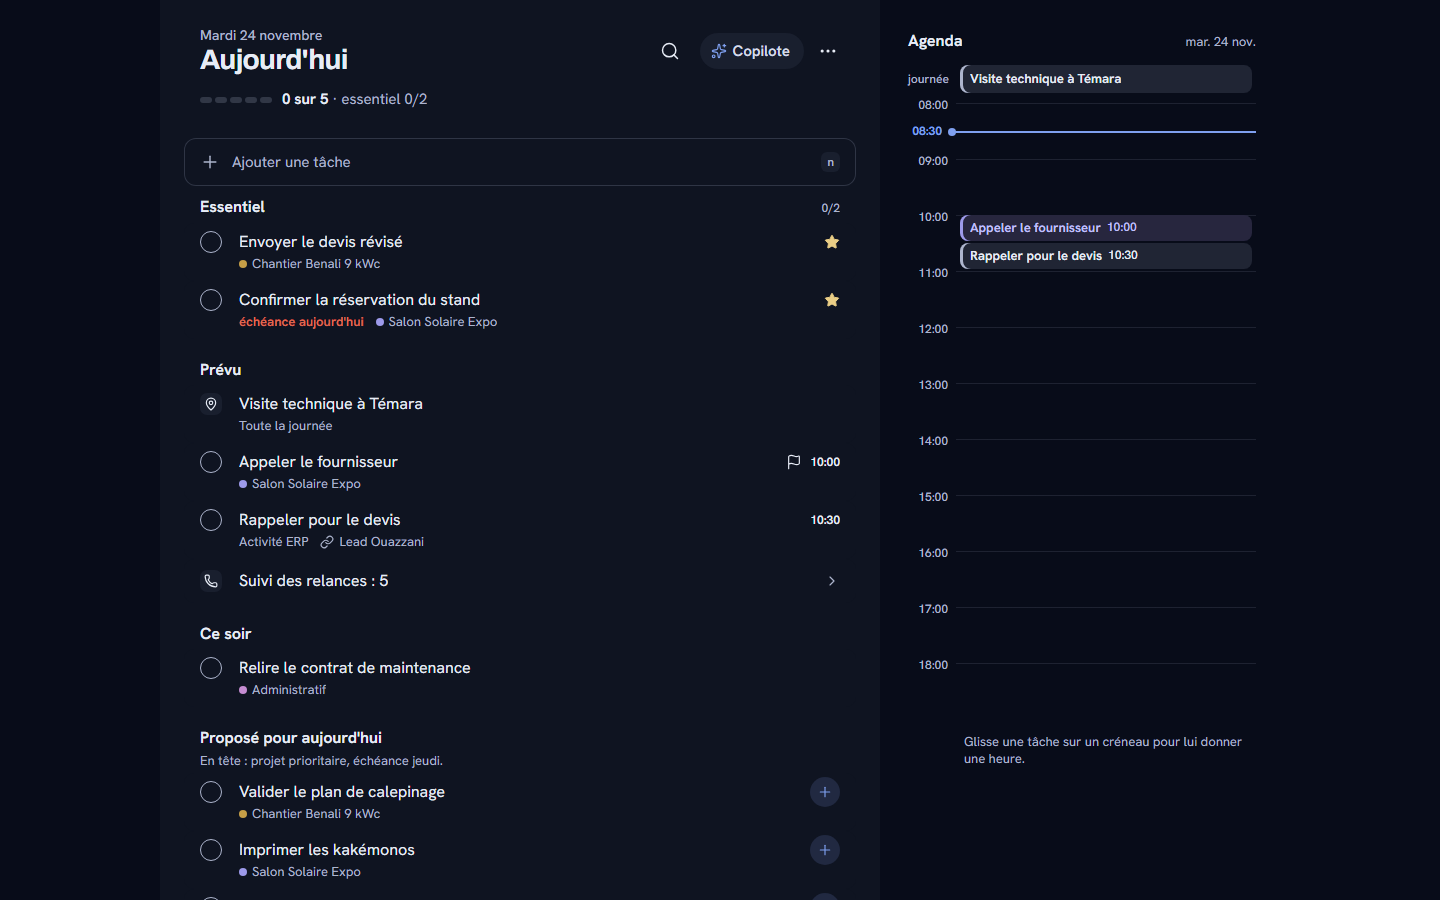 Mardi 24 novembre
Aujourd'hui
Copilote
0 sur 5 · essentiel 0/2
Ajouter une tâche
n
Essentiel
0/2
Envoyer le devis révisé
Chantier Benali 9 kWc
Confirmer la réservation du stand
échéance aujourd'hui
Salon Solaire Expo
Prévu
Visite technique à Témara
Toute la journée
Appeler le fournisseur
10:00
Salon Solaire Expo
Rappeler pour le devis
10:30
Activité ERP
Lead Ouazzani
Suivi des relances : 5
Ce soir
Relire le contrat de maintenance
Administratif
Proposé pour aujourd'hui
En tête : projet prioritaire, échéance jeudi.
Valider le plan de calepinage
Chantier Benali 9 kWc
Imprimer les kakémonos
Salon Solaire Expo
Agenda
mar. 24 nov.
journée
Visite technique à Témara
08:00
08:30
09:00
10:00
Appeler le fournisseur 10:00
Rappeler pour le devis 10:30
11:00
12:00
13:00
14:00
15:00
16:00
17:00
18:00
Glisse une tâche sur un créneau pour lui donner
une heure.